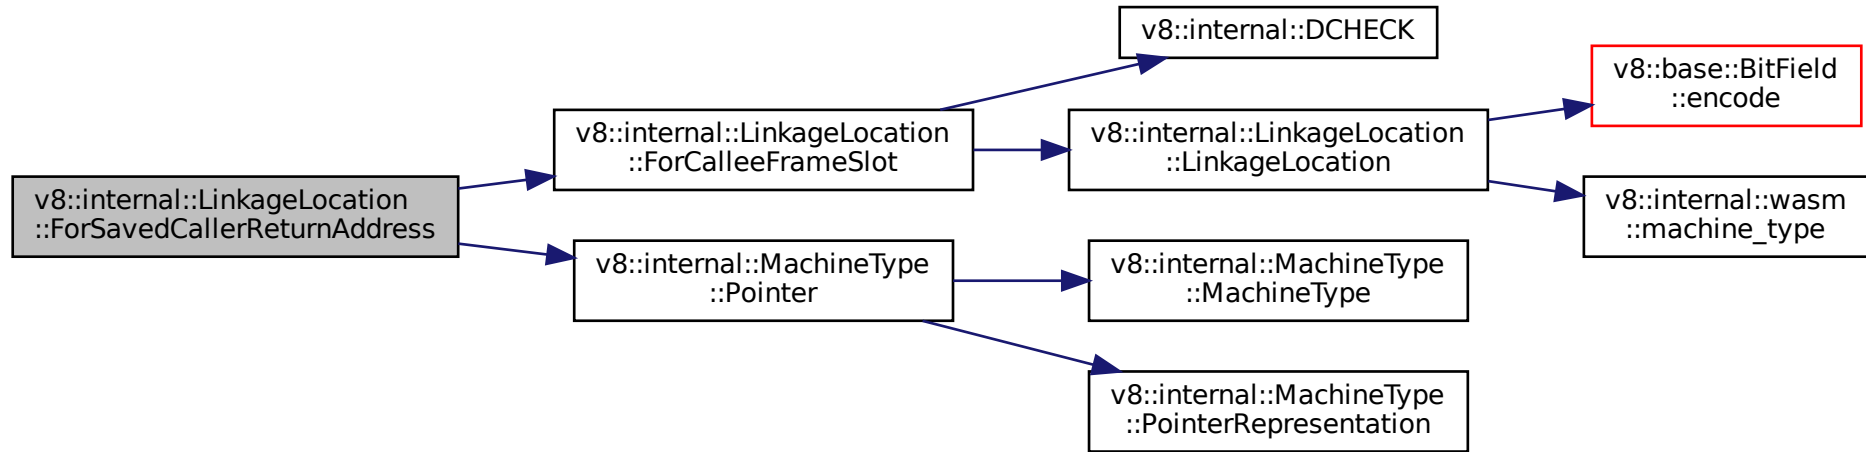 v8::internal::LinkageLocation
::ForSavedCallerReturnAddress
v8::internal::LinkageLocation
::ForCalleeFrameSlot
v8::internal::MachineType
::Pointer
v8::internal::DCHECK
v8::internal::LinkageLocation
::LinkageLocation
v8::internal::MachineType
::MachineType
v8::internal::MachineType
::PointerRepresentation
v8::base::BitField
::encode
v8::internal::wasm
::machine_type